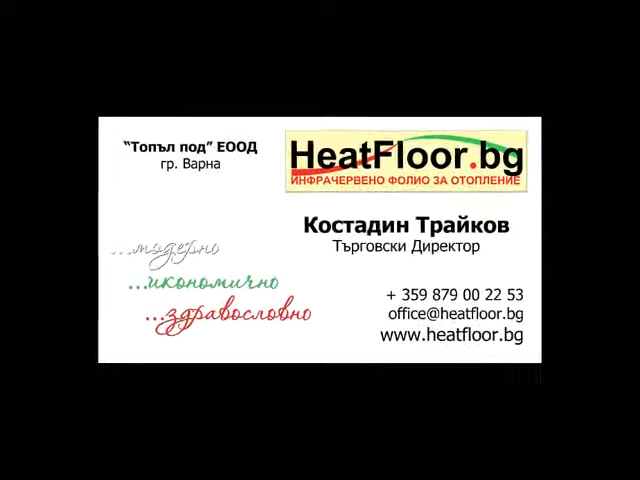 "Топъл под" ЕООД
гр. Варна
HeatFloor.bg
ИНФРАЧЕРВЕНО ФОЛИО ЗА ОТОПЛЕНИЕ
Костадин Трайков
Търговски Директор
...модерно
...икономично
...здравословно
+ 359 879 00 22 53
office@heatfloor.bg
www.heatfloor.bg